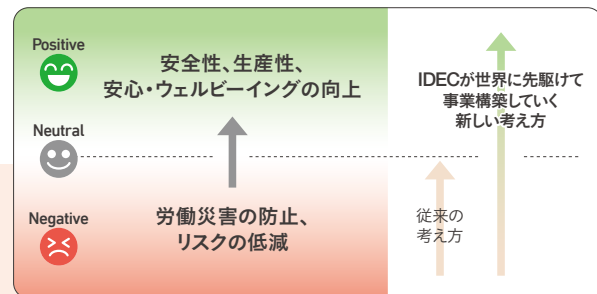 Positive
安全性、生産性、
安心・ウェルビーイングの向上
IDECが世界に先駆けて
事業構築していく
新しい考え方
Neutral
Negative
労働災害の防止、
リスクの低減
従来の
考え方